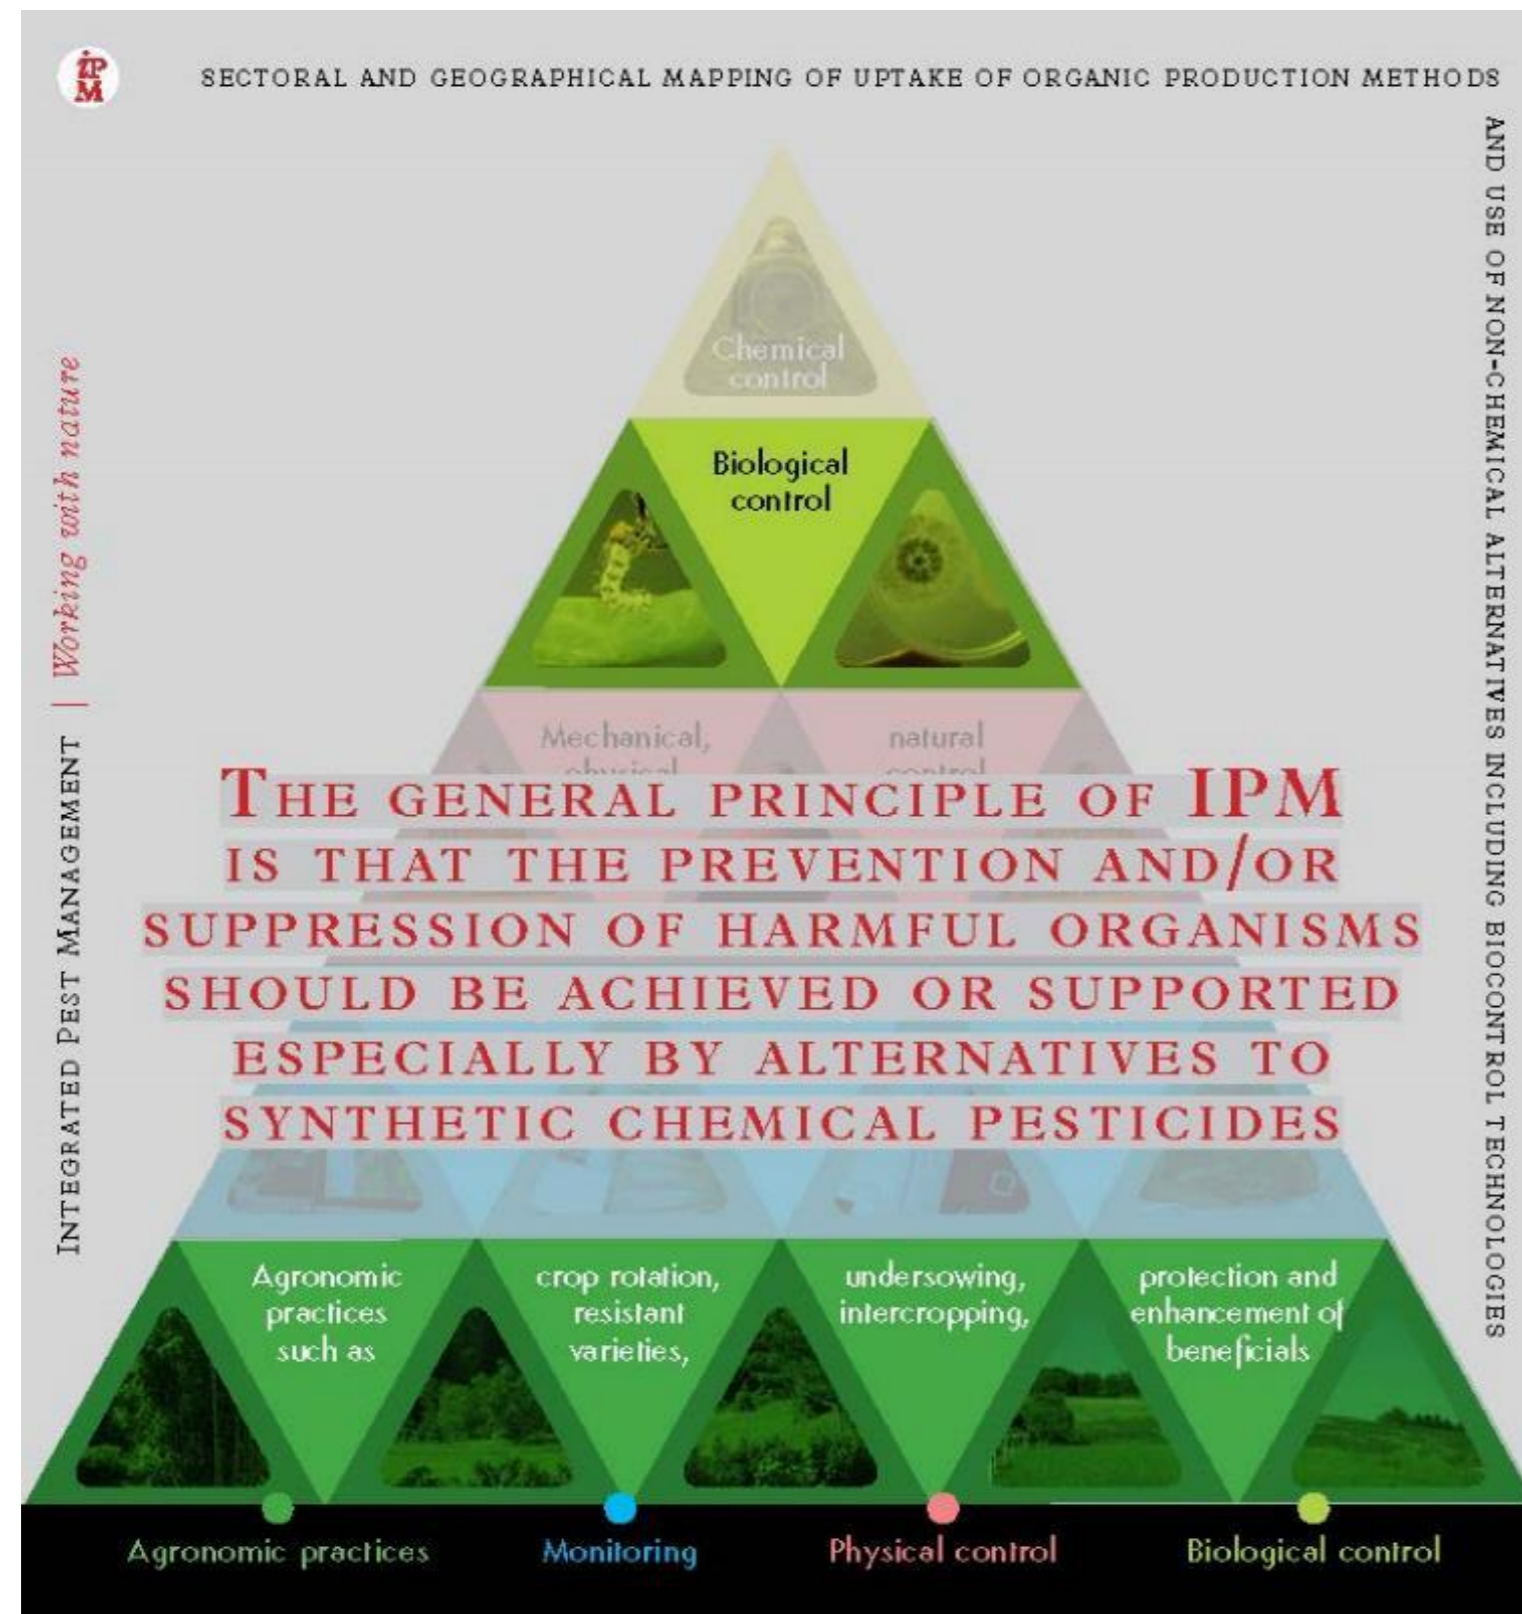 iPM
SECTORAL AND GEOGRAPHICAL MAPPING OF UPTAKE OF ORGANIC PRODUCTION METHODS
AND USE OF NON-CHEMICAL ALTERNATIVES INCLUDING BIOCONTROL TECHNOLOGIES
INTEGRATED PEST MANAGEMENT | Working with nature
Chemical
control
Biological
control
Mechanical,
physical
natural
control
THE GENERAL PRINCIPLE OF IPM
IS THAT THE PREVENTION AND/OR
SUPPRESSION OF HARMFUL ORGANISMS
SHOULD BE ACHIEVED OR SUPPORTED
ESPECIALLY BY ALTERNATIVES TO
SYNTHETIC CHEMICAL PESTICIDES
Agronomic
practices
such as
crop rotation,
resistant
varieties,
undersowing,
intercropping,
protection and
enhancement of
beneficials
Agronomic practices
Monitoring
Physical control
Biological control